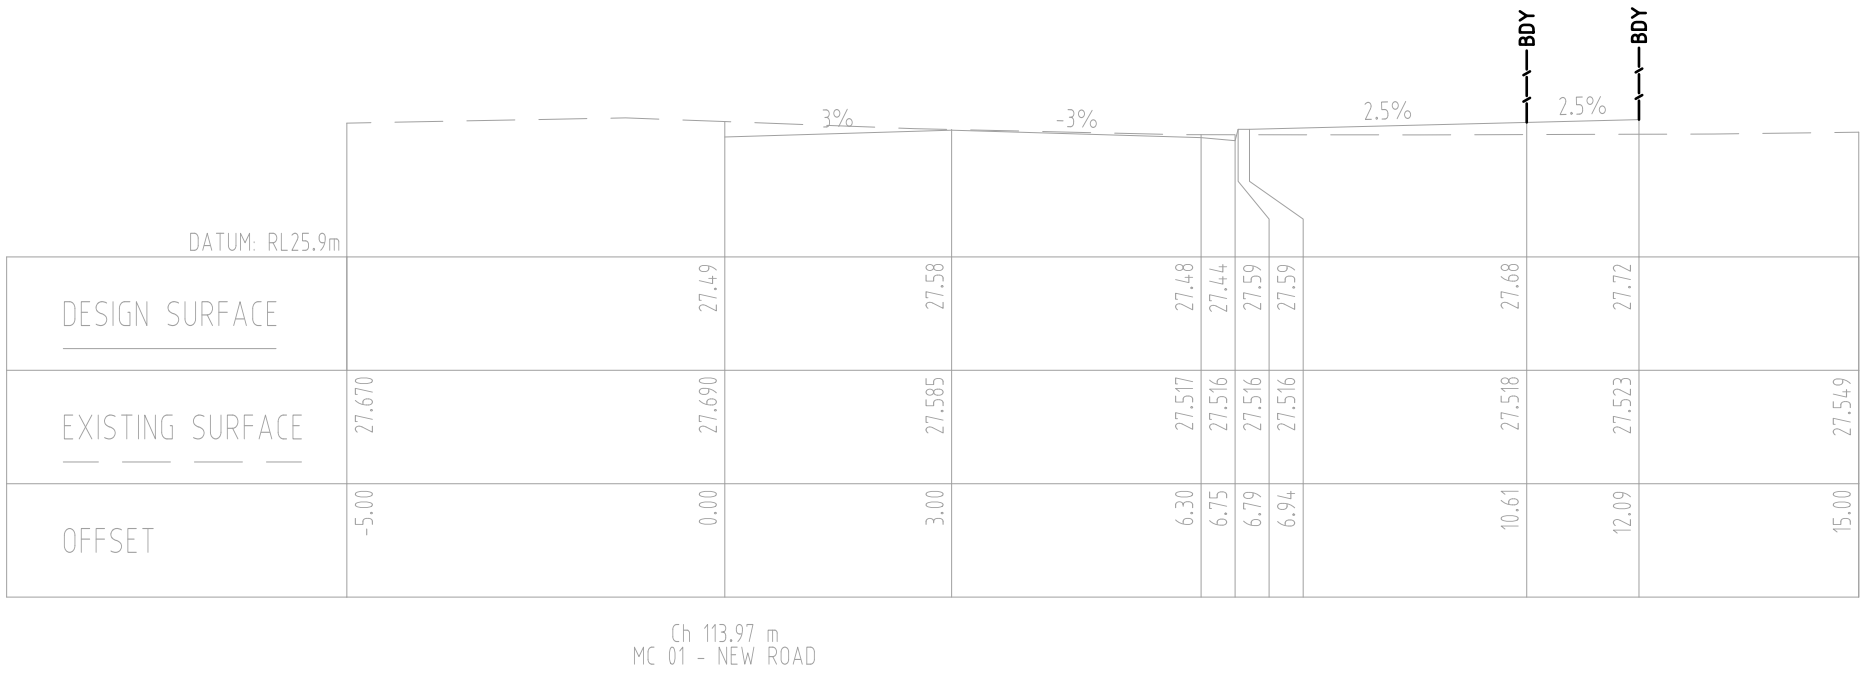 BDY BDY
3% -3% 2.5% 2.5%
DATUM: RL25.9m
DESIGN SURFACE 27.49 27.58 27.48 27.44 27.59 27.59 27.68 27.72
EXISTING SURFACE 27.670 27.690 27.585 27.517 27.516 27.516 27.516 27.518 27.523 27.549
OFFSET -5.00 0.00 3.00 6.30 6.75 6.79 6.94 10.61 12.09 15.00
Ch 113.97 m
MC 01 - NEW ROAD